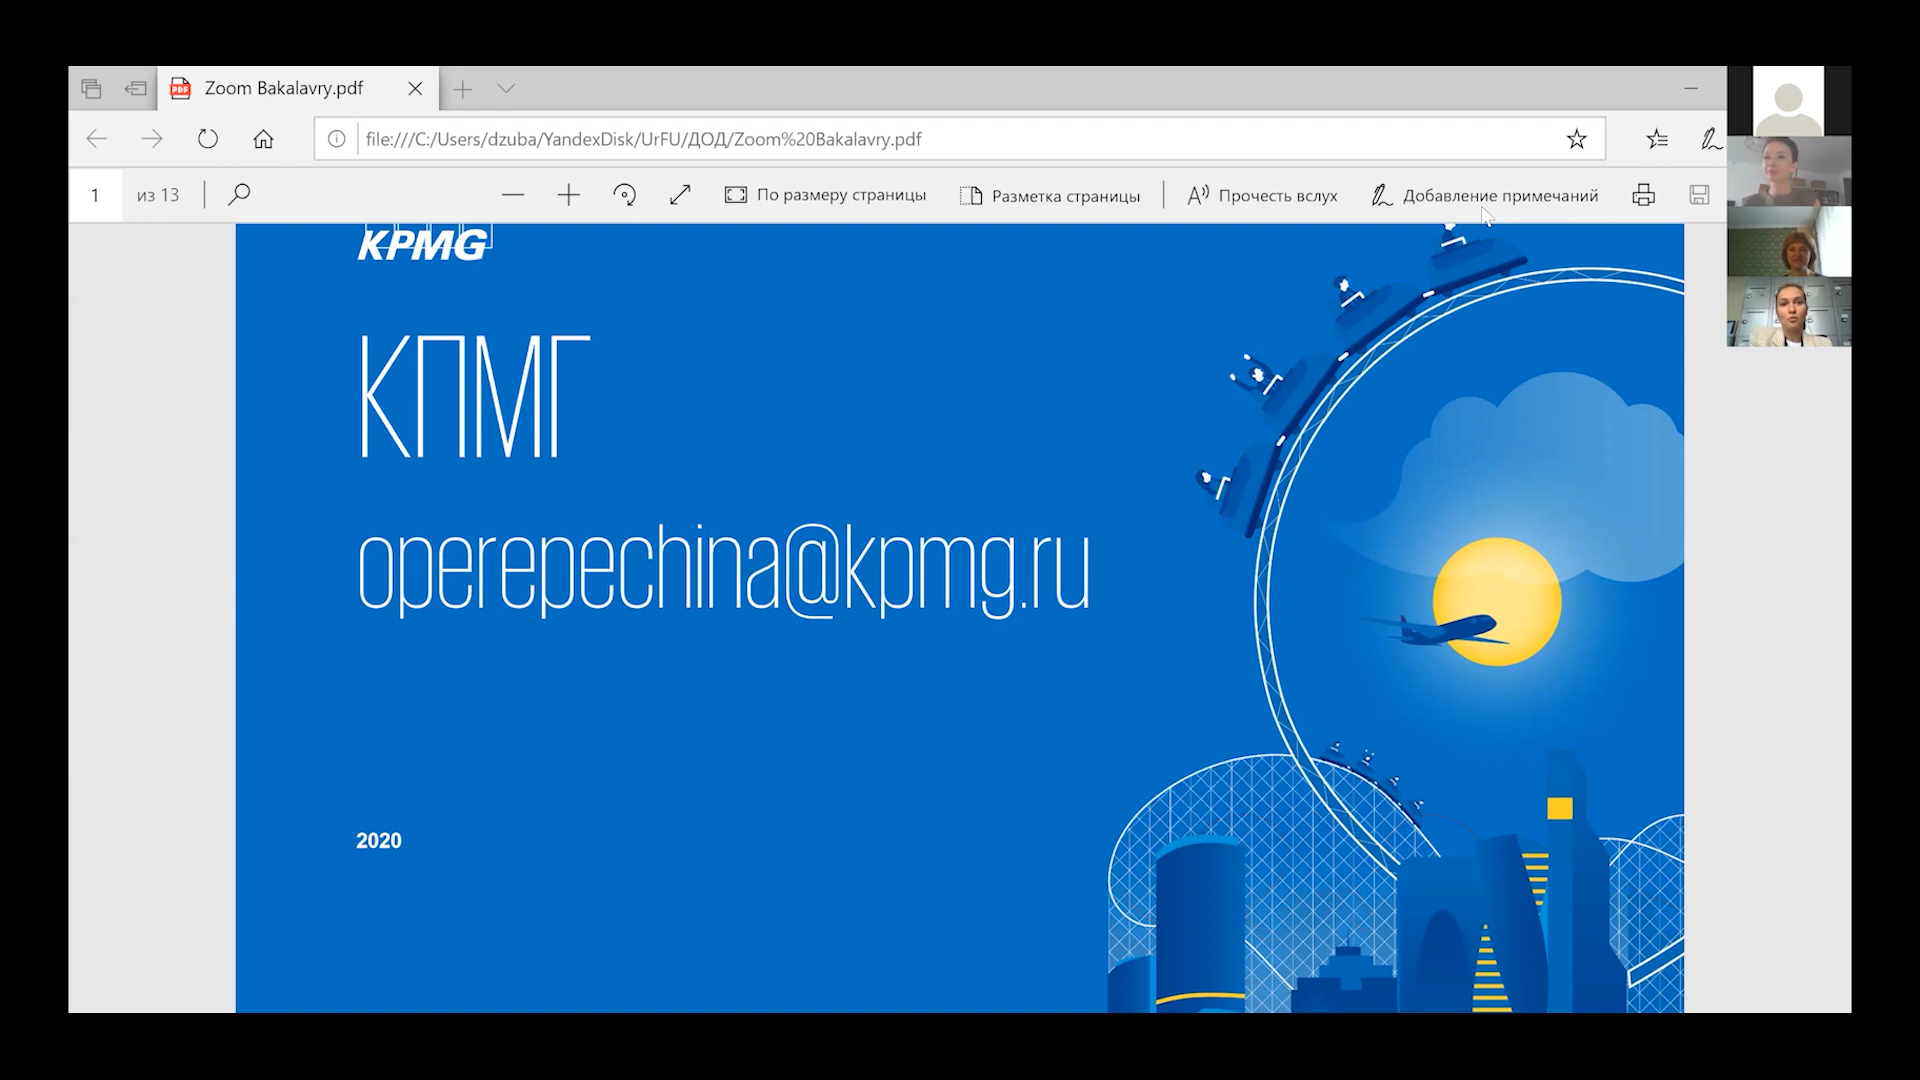 Zoom Bakalavry.pdf
file:///C:/Users/dzuba/YandexDisk/UrFU/ДОД/Zoom%20Bakalavry.pdf
1 из 13 По размеру страницы Разметка страницы Прочесть вслух Добавление примечаний
KPMG
КПМГ
operepechina@kpmg.ru
2020